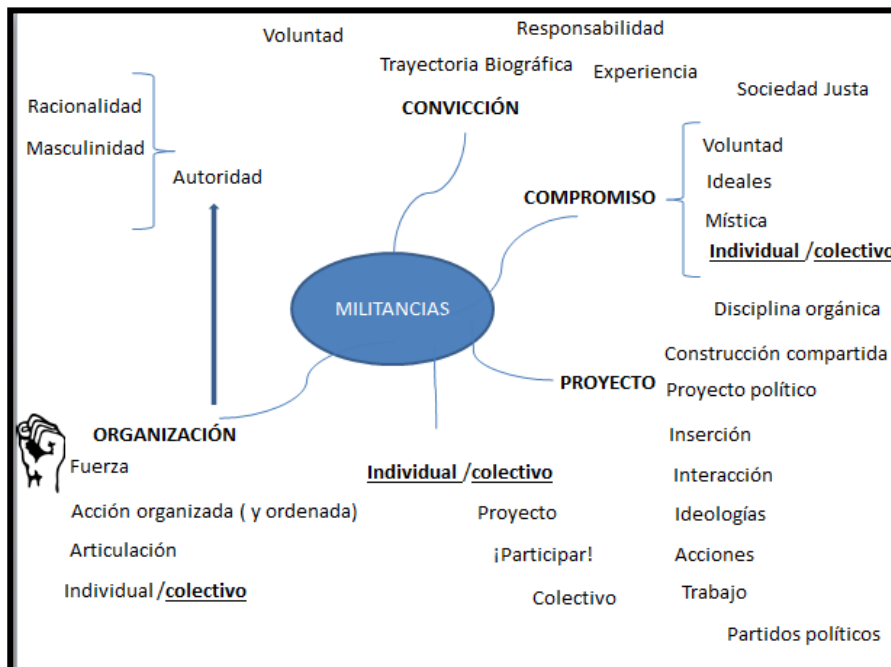 Voluntad
Responsabilidad
Trayectoria Biográfica
Experiencia
CONVICCIÓN
Sociedad Justa
Racionalidad
Masculinidad
Autoridad
COMPROMISO
Voluntad
Ideales
Mística
Individual /colectivo
MILITANCIAS
Disciplina orgánica
PROYECTO
Construcción compartida
Proyecto político
Inserción
Interacción
Ideologías
Acciones
Trabajo
Partidos políticos
ORGANIZACIÓN
Fuerza
Acción organizada ( y ordenada)
Articulación
Individual /colectivo
Individual /colectivo
Proyecto
¡Participar!
Colectivo